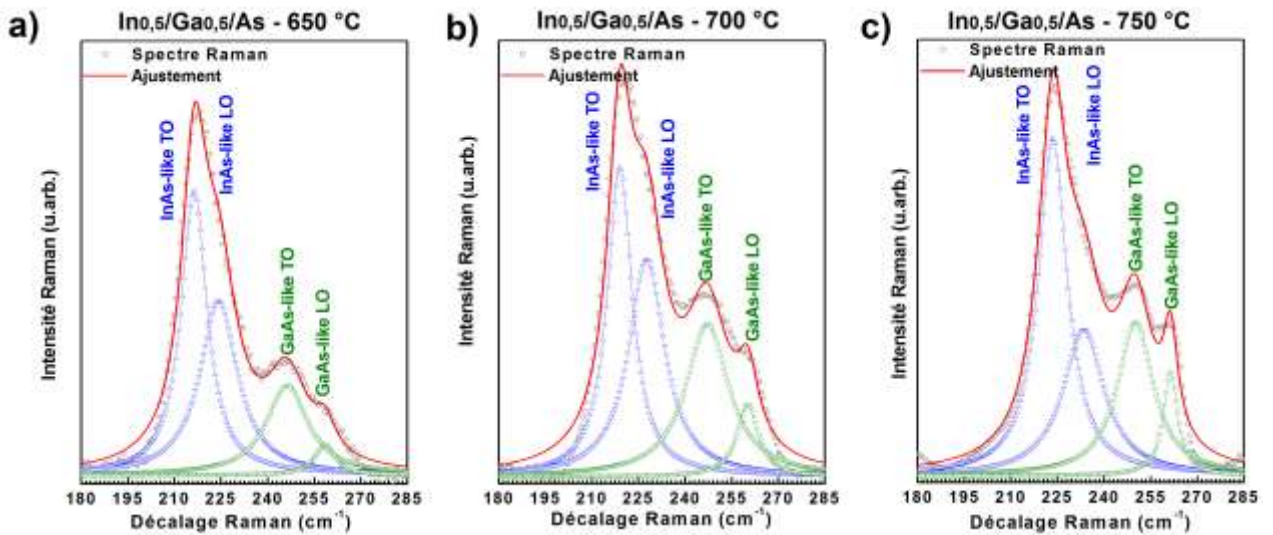 a)
In0,5/Ga0,5/As - 650 °C
Spectre Raman
Ajustement
InAs-like TO
InAs-like LO
GaAs-like TO
GaAs-like LO
Intensité Raman (u.arb.)
180 195 210 225 240 255 270 285
Décalage Raman (cm⁻¹)
b)
In0,5/Ga0,5/As - 700 °C
Spectre Raman
Ajustement
InAs-like TO
InAs-like LO
GaAs-like TO
GaAs-like LO
Intensité Raman (u.arb.)
180 195 210 225 240 255 270 285
Décalage Raman (cm⁻¹)
c)
In0,5/Ga0,5/As - 750 °C
Spectre Raman
Ajustement
InAs-like TO
InAs-like LO
GaAs-like TO
GaAs-like LO
Intensité Raman (u.arb.)
180 195 210 225 240 255 270 285
Décalage Raman (cm⁻¹)